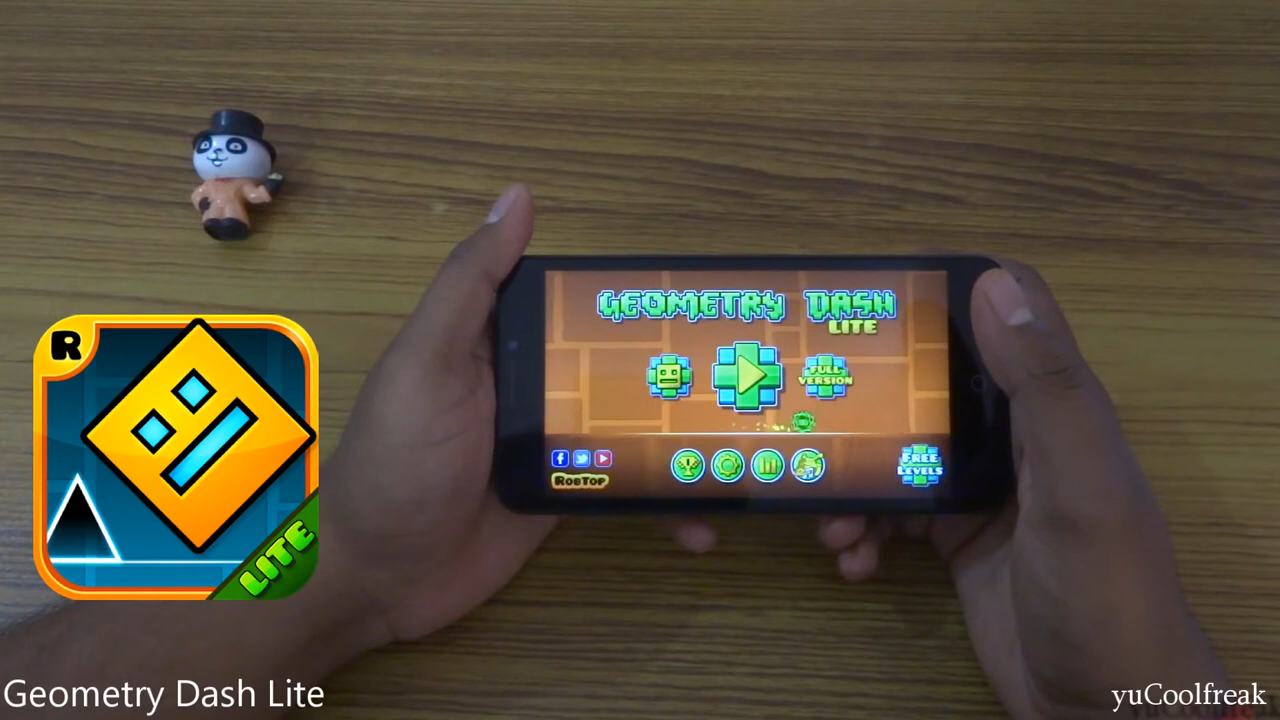 GEOMETRY DASH
LITE
FULL
VERSION
RobTop
FREE
LEVELS
R
LITE
Geometry Dash Lite
yuCoolfreak